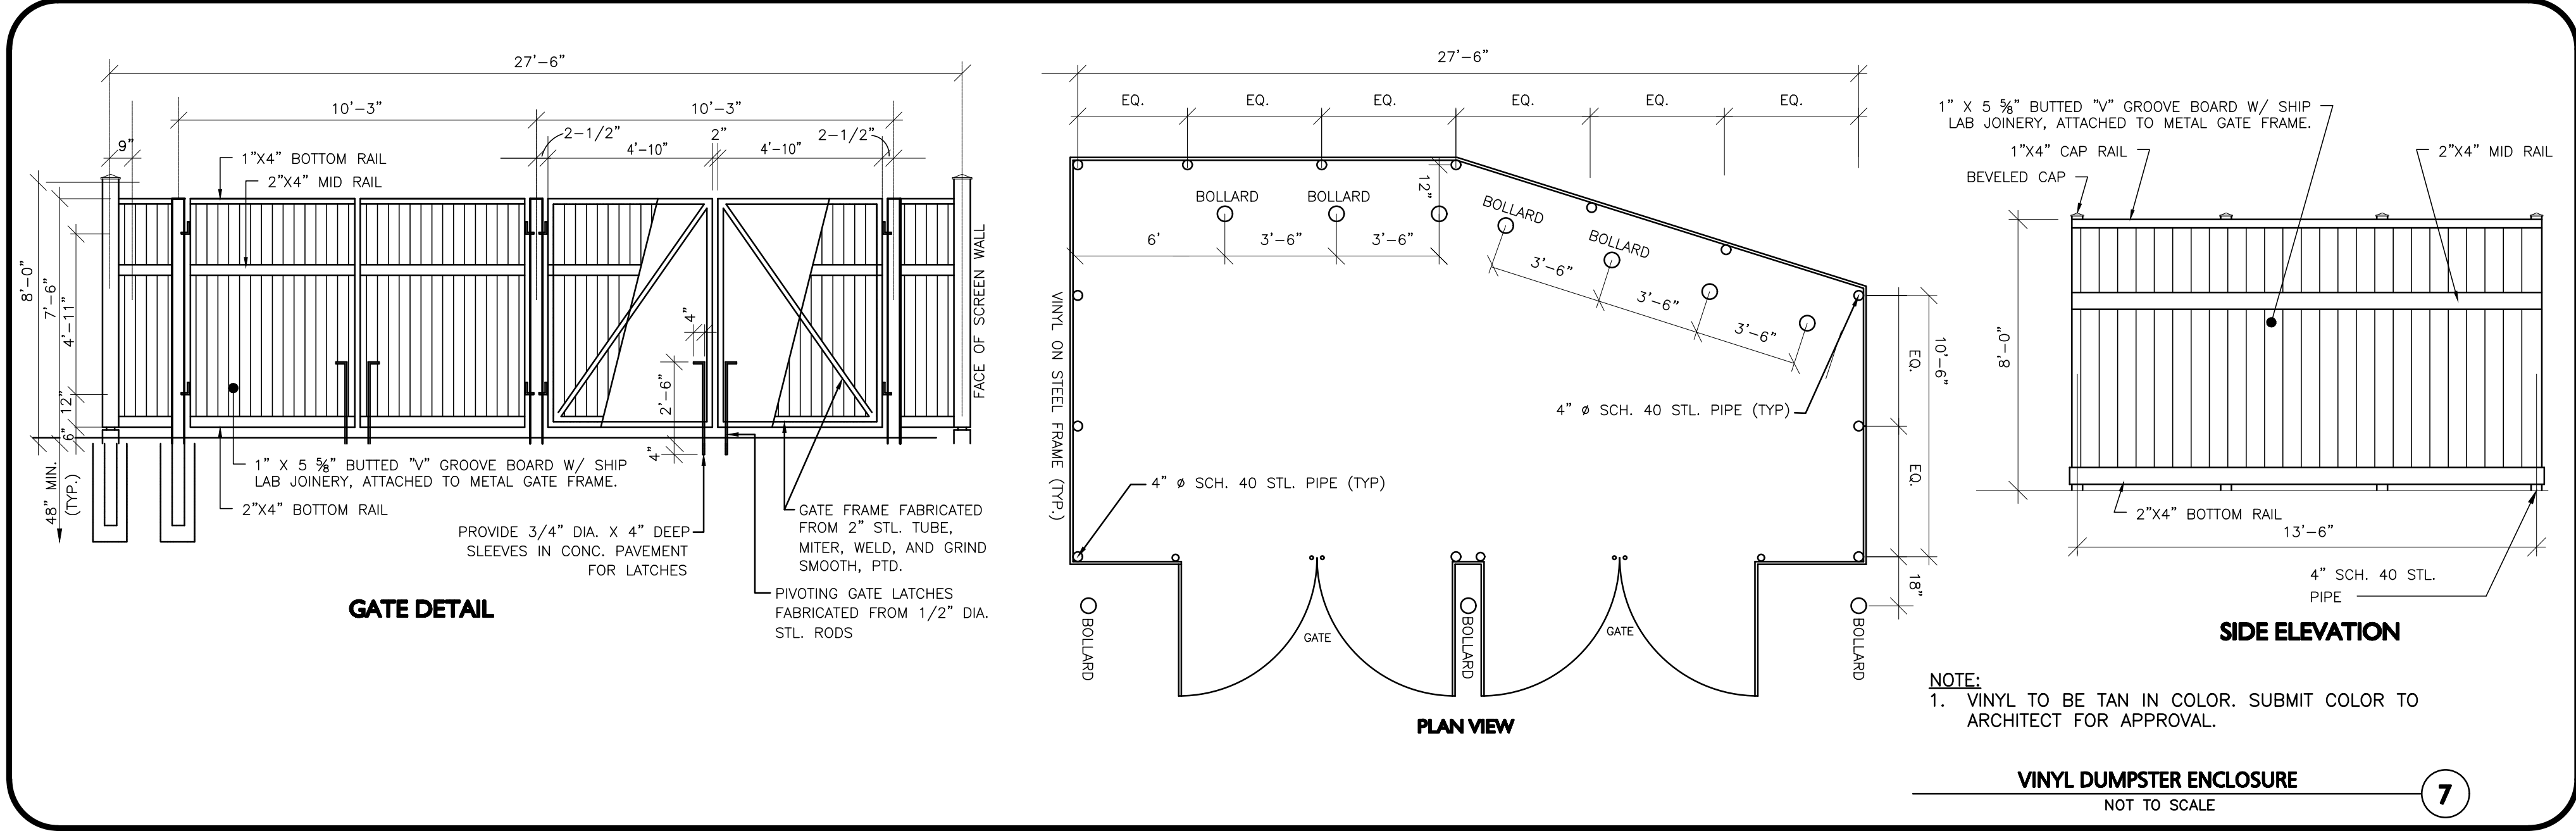 27'-6"
10'-3"
10'-3"
2-1/2"
2"
2-1/2"
9"
4'-10"
4'-10"
1"X4" BOTTOM RAIL
2"X4" MID RAIL
8'-0"
7'-6"
4'-11"
12"
6"
48" MIN.
(TYP.)
4"
2'-6"
4"
FACE OF SCREEN WALL
1" X 5 ⅝" BUTTED "V" GROOVE BOARD W/ SHIP
LAB JOINERY, ATTACHED TO METAL GATE FRAME.
2"X4" BOTTOM RAIL
PROVIDE 3/4" DIA. X 4" DEEP
SLEEVES IN CONC. PAVEMENT
FOR LATCHES
GATE FRAME FABRICATED
FROM 2" STL. TUBE,
MITER, WELD, AND GRIND
SMOOTH, PTD.
PIVOTING GATE LATCHES
FABRICATED FROM 1/2" DIA.
STL. RODS
GATE DETAIL
27'-6"
EQ.
EQ.
EQ.
EQ.
EQ.
EQ.
12"
BOLLARD
BOLLARD
BOLLARD
BOLLARD
6'
3'-6"
3'-6"
3'-6"
3'-6"
3'-6"
VINYL ON STEEL FRAME (TYP.)
4" ø SCH. 40 STL. PIPE (TYP)
4" ø SCH. 40 STL. PIPE (TYP)
EQ.
10'-6"
EQ.
18"
BOLLARD
GATE
BOLLARD
GATE
BOLLARD
PLAN VIEW
1" X 5 ⅝" BUTTED "V" GROOVE BOARD W/ SHIP
LAB JOINERY, ATTACHED TO METAL GATE FRAME.
1"X4" CAP RAIL
2"X4" MID RAIL
BEVELED CAP
8'-0"
2"X4" BOTTOM RAIL
13'-6"
4" SCH. 40 STL.
PIPE
SIDE ELEVATION
NOTE:
1. VINYL TO BE TAN IN COLOR. SUBMIT COLOR TO
ARCHITECT FOR APPROVAL.
VINYL DUMPSTER ENCLOSURE
NOT TO SCALE
7